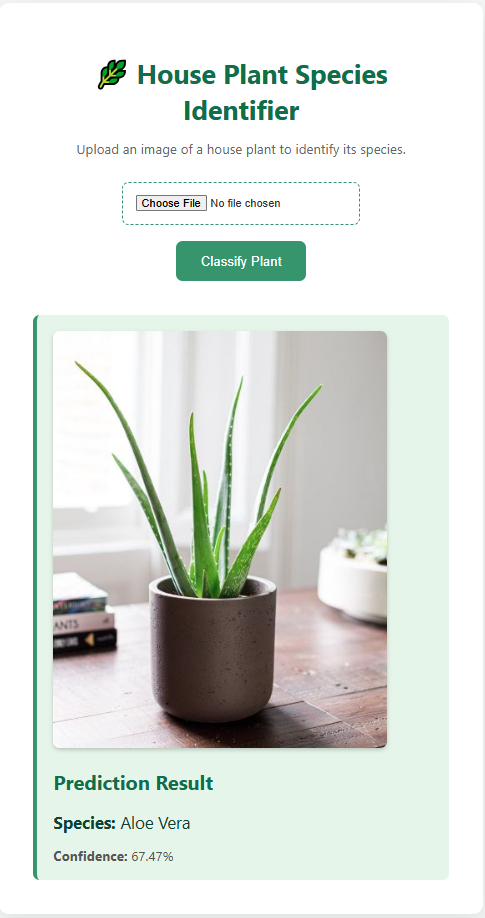 House Plant Species
Identifier
Upload an image of a house plant to identify its species.
Choose File No file chosen
Classify Plant
ANTS
Prediction Result
Species: Aloe Vera
Confidence: 67.47%